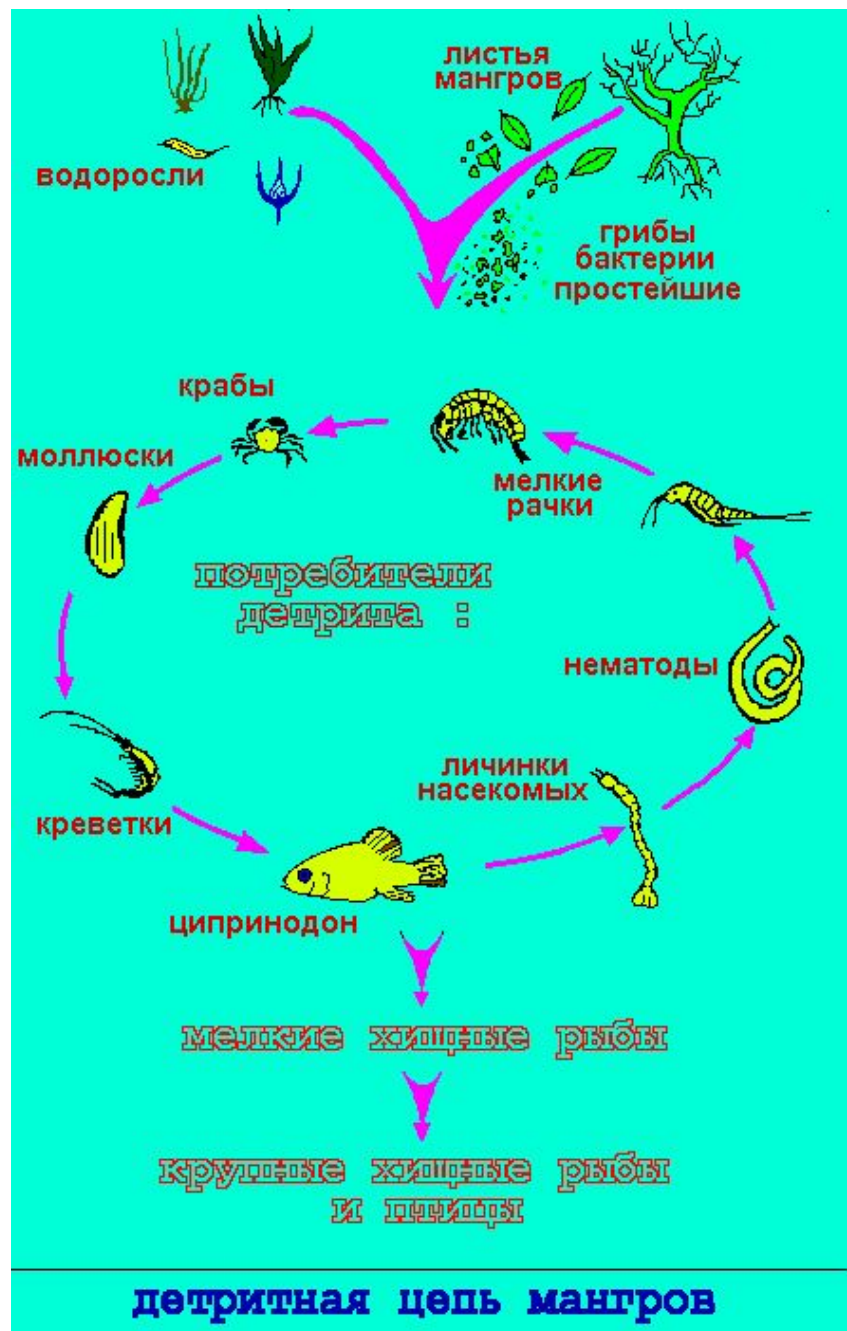 листья
мангров
водоросли
грибы
бактерии
простейшие
крабы
моллюски
мелкие
рачки
потребители
детрита :
нематоды
личинки
насекомых
креветки
ципринодон
мелкие хищные рыбы
крупные хищные рыбы
и птицы
детритная цепь мангров